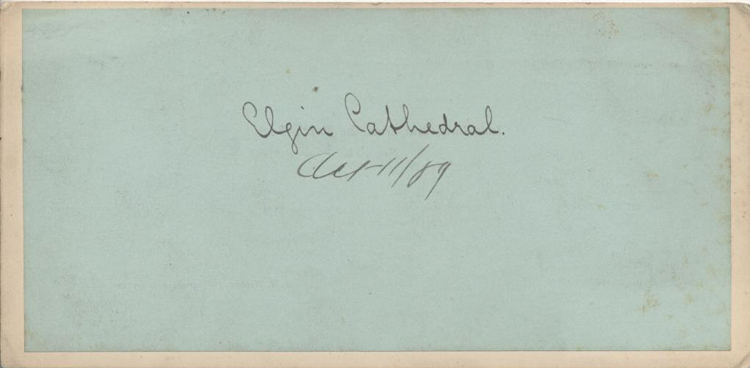 Elgin Cathedral.
Oct 11/89